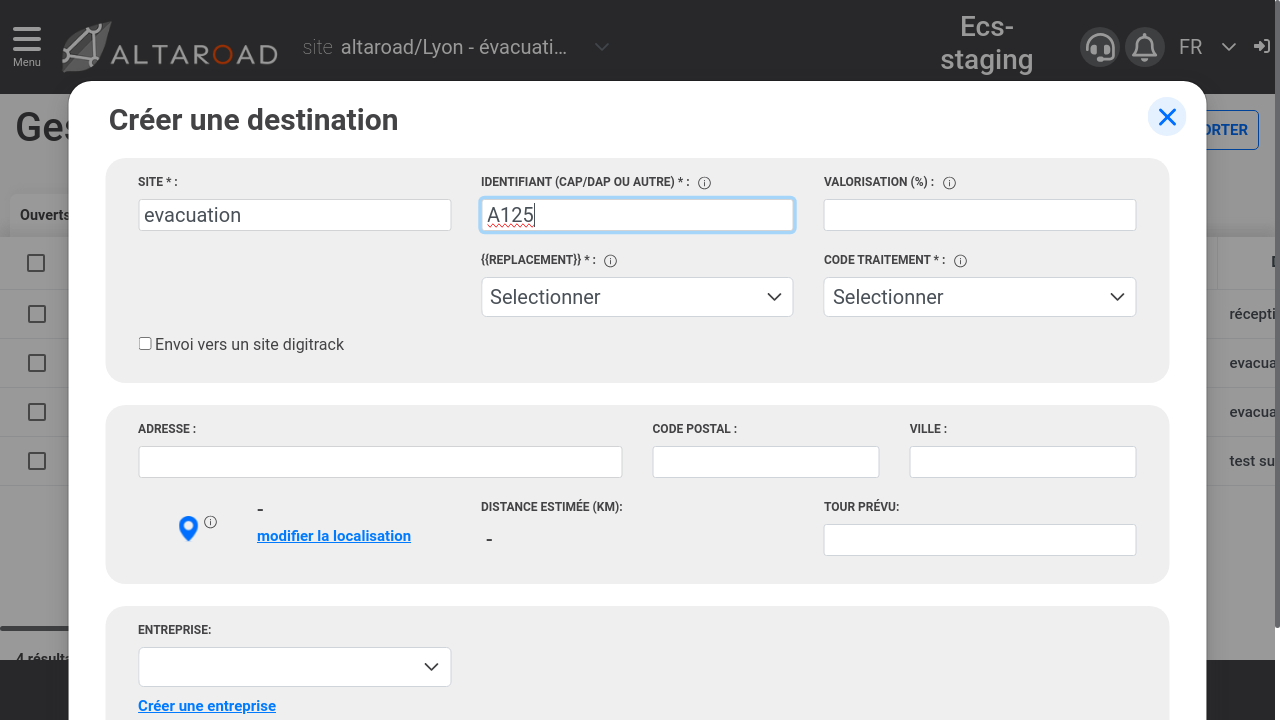 Menu
ALTAROAD
site altaroad/Lyon - évacuati...
Ecs-
staging
FR
Ges
ORTER
Ouverts
Créer une destination
SITE * :
IDENTIFIANT (CAP/DAP OU AUTRE) * :
VALORISATION (%) :
evacuation
A125
{{REPLACEMENT}} * :
CODE TRAITEMENT * :
Selectionner
Selectionner
Envoi vers un site digitrack
ADRESSE :
CODE POSTAL :
VILLE :
-
modifier la localisation
DISTANCE ESTIMÉE (KM):
-
TOUR PRÉVU:
ENTREPRISE:
Créer une entreprise
D
récepti
evacua
evacua
test su
4 résulta